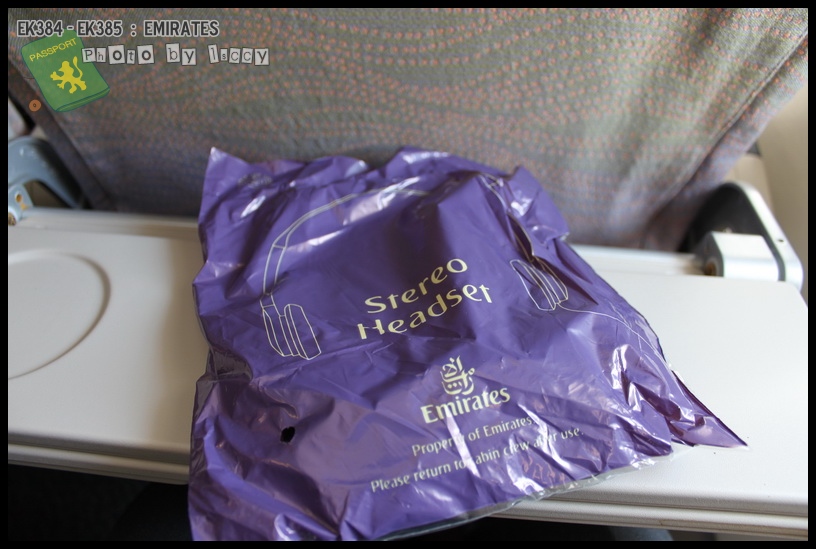 EK384 - EK385 : EMIRATES
PASSPORT
Photo by
Stereo
Headset
Emirates
Property of Emirates.
Please return to cabin crew after use.